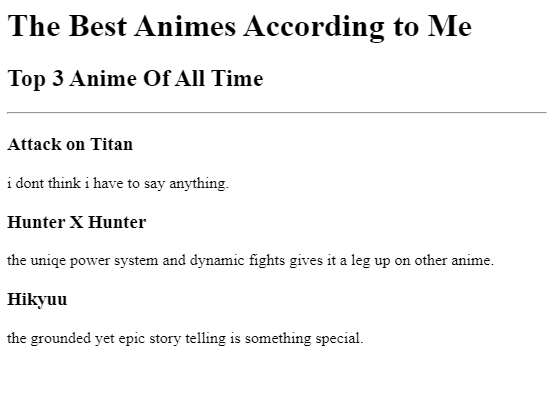 The Best Animes According to Me
Top 3 Anime Of All Time
Attack on Titan
i dont think i have to say anything.
Hunter X Hunter
the uniqe power system and dynamic fights gives it a leg up on other anime.
Hikyuu
the grounded yet epic story telling is something special.